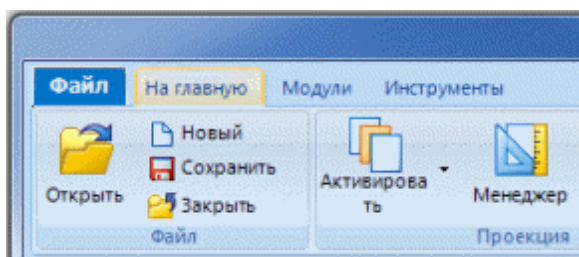 Файл На главную Модули Инструменты
Новый
Сохранить
Открыть
Закрыть
Файл
Активирова
ть
Менеджер
Проекция